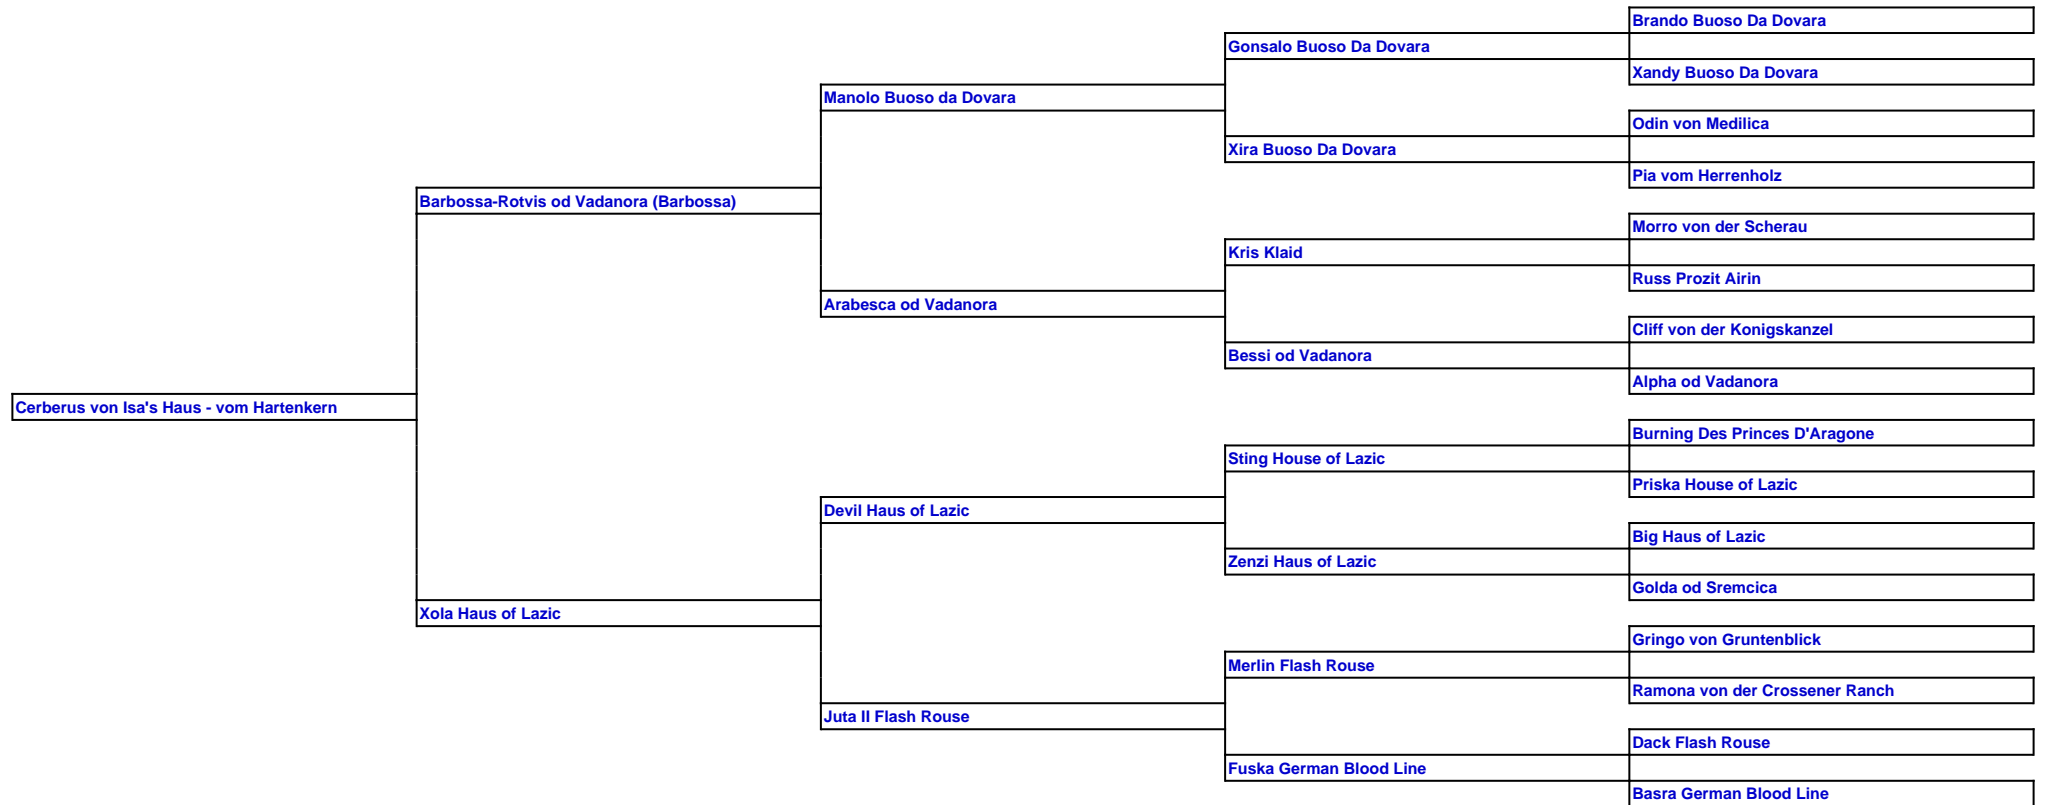 Brando Buoso Da Dovara
Gonsalo Buoso Da Dovara
Xandy Buoso Da Dovara
Manolo Buoso da Dovara
Odin von Medilica
Xira Buoso Da Dovara
Pia vom Herrenholz
Barbossa-Rotvis od Vadanora (Barbossa)
Morro von der Scherau
Kris Klaid
Russ Prozit Airin
Arabesca od Vadanora
Cliff von der Konigskanzel
Bessi od Vadanora
Alpha od Vadanora
Cerberus von Isa's Haus - vom Hartenkern
Burning Des Princes D'Aragone
Sting House of Lazic
Priska House of Lazic
Devil Haus of Lazic
Big Haus of Lazic
Zenzi Haus of Lazic
Golda od Sremcica
Xola Haus of Lazic
Gringo von Gruntenblick
Merlin Flash Rouse
Ramona von der Crossener Ranch
Juta II Flash Rouse
Dack Flash Rouse
Fuska German Blood Line
Basra German Blood Line